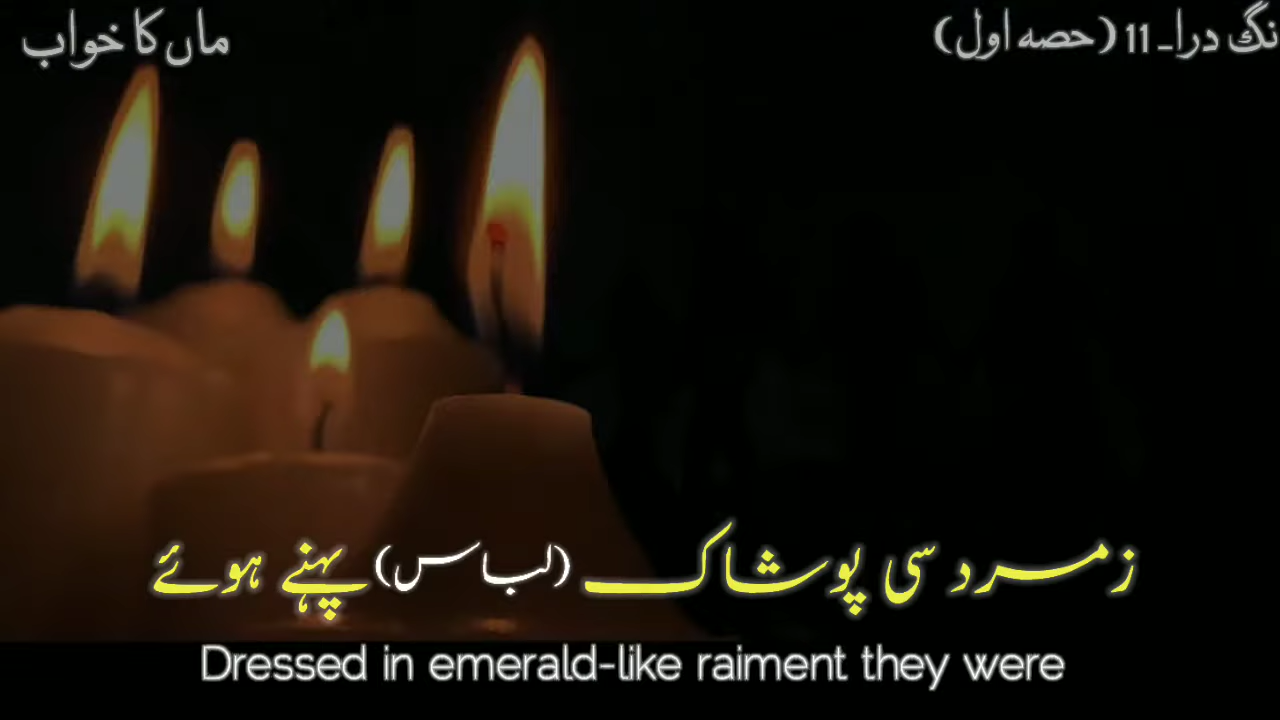 نگ درا۔ 11 (حصہ اول)
ماں کا خواب
زمرد سی پوشاک (لباس) پہنے ہوئے
Dressed in emerald-like raiment they were